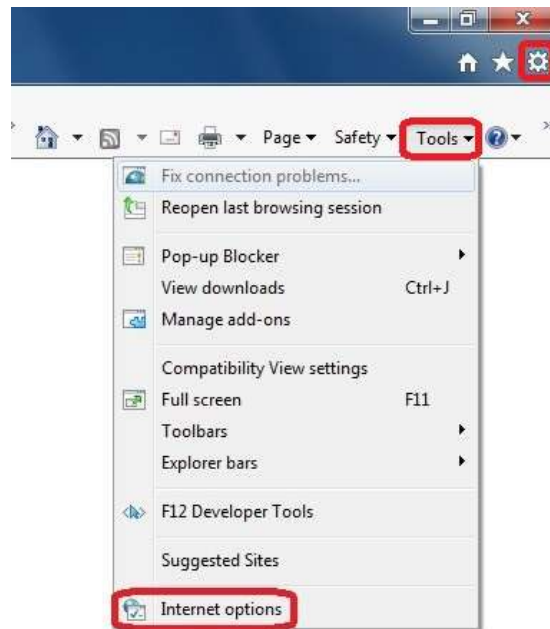 Page Safety Tools
Fix connection problems...
Reopen last browsing session
Pop-up Blocker
View downloads Ctrl+J
Manage add-ons
Compatibility View settings
Full screen F11
Toolbars
Explorer bars
F12 Developer Tools
Suggested Sites
Internet options